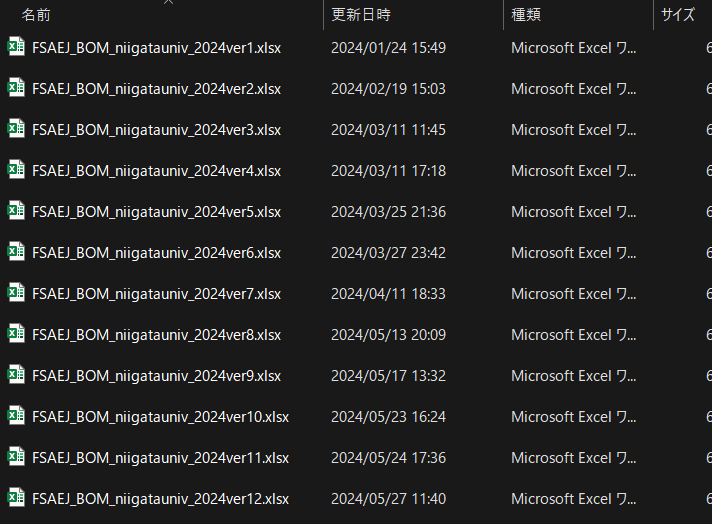 名前 更新日時 種類 サイズ
FSAEJ_BOM_niigatauniv_2024ver1.xlsx 2024/01/24 15:49 Microsoft Excel ワ... 6
FSAEJ_BOM_niigatauniv_2024ver2.xlsx 2024/02/19 15:03 Microsoft Excel ワ... 6
FSAEJ_BOM_niigatauniv_2024ver3.xlsx 2024/03/11 11:45 Microsoft Excel ワ... 6
FSAEJ_BOM_niigatauniv_2024ver4.xlsx 2024/03/11 17:18 Microsoft Excel ワ... 6
FSAEJ_BOM_niigatauniv_2024ver5.xlsx 2024/03/25 21:36 Microsoft Excel ワ... 6
FSAEJ_BOM_niigatauniv_2024ver6.xlsx 2024/03/27 23:42 Microsoft Excel ワ... 6
FSAEJ_BOM_niigatauniv_2024ver7.xlsx 2024/04/11 18:33 Microsoft Excel ワ... 6
FSAEJ_BOM_niigatauniv_2024ver8.xlsx 2024/05/13 20:09 Microsoft Excel ワ... 6
FSAEJ_BOM_niigatauniv_2024ver9.xlsx 2024/05/17 13:32 Microsoft Excel ワ... 6
FSAEJ_BOM_niigatauniv_2024ver10.xlsx 2024/05/23 16:24 Microsoft Excel ワ... 6
FSAEJ_BOM_niigatauniv_2024ver11.xlsx 2024/05/24 17:36 Microsoft Excel ワ... 6
FSAEJ_BOM_niigatauniv_2024ver12.xlsx 2024/05/27 11:40 Microsoft Excel ワ... 6